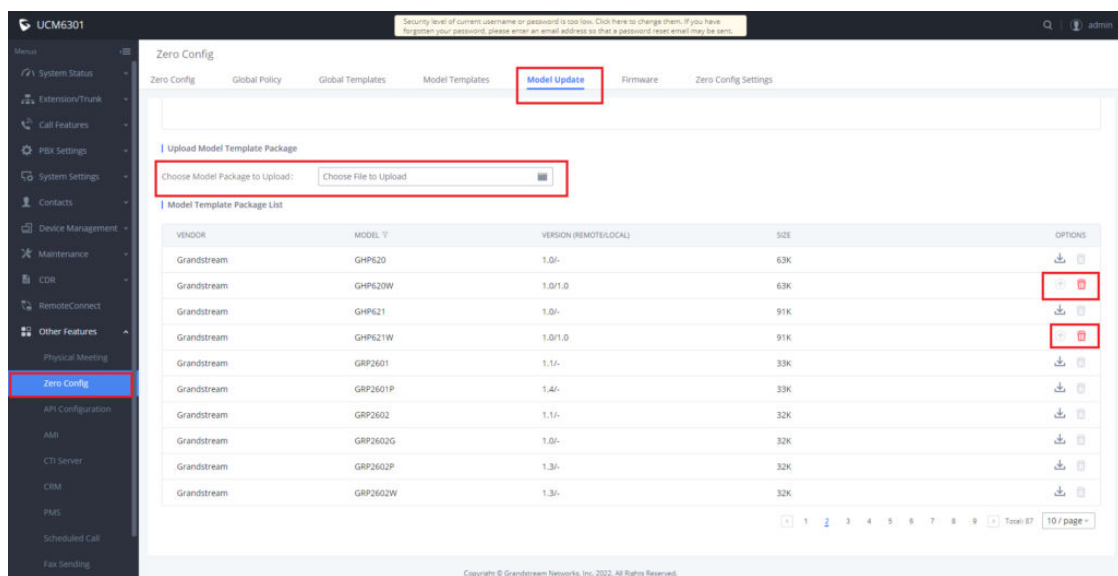 UCM6301
Security level of current username or password is too low. Click here to change them. If you have
forgotten your password, please enter an email address so that a password reset email may be sent.
admin
Menus
System Status
Extension/Trunk
Call Features
PBX Settings
System Settings
Contacts
Device Management
Maintenance
CDR
RemoteConnect
Other Features
Physical Meeting
Zero Config
API Configuration
AMI
CTI Server
CRM
PMS
Scheduled Call
Fax Sending
Zero Config
Zero Config Global Policy Global Templates Model Templates Model Update Firmware Zero Config Settings
Upload Model Template Package
Choose Model Package to Upload: Choose File to Upload
Model Template Package List
VENDOR MODEL VERSION (REMOTE/LOCAL) SIZE OPTIONS
Grandstream GHP620 1.0/- 63K
Grandstream GHP620W 1.0/1.0 63K
Grandstream GHP621 1.0/- 91K
Grandstream GHP621W 1.0/1.0 91K
Grandstream GRP2601 1.1/- 33K
Grandstream GRP2601P 1.4/- 33K
Grandstream GRP2602 1.1/- 32K
Grandstream GRP2602G 1.0/- 32K
Grandstream GRP2602P 1.3/- 32K
Grandstream GRP2602W 1.3/- 32K
1 2 3 4 5 6 7 8 9 Total: 87 10 / page
Copyright © Grandstream Networks, Inc. 2022. All Rights Reserved.